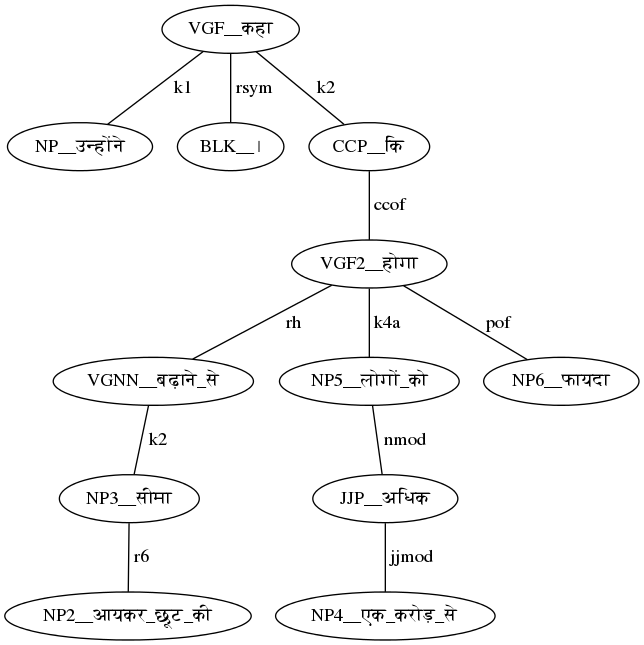 VGF__कहा
k1 rsym k2
NP__उन्होंने BLK__। CCP__कि
ccof
VGF2__होगा
rh k4a pof
VGNN__बढ़ाने_से NP5__लोगों_को NP6__फायदा
k2 nmod
NP3__सीमा JJP__अधिक
r6 jjmod
NP2__आयकर_छूट_की NP4__एक_करोड़_से